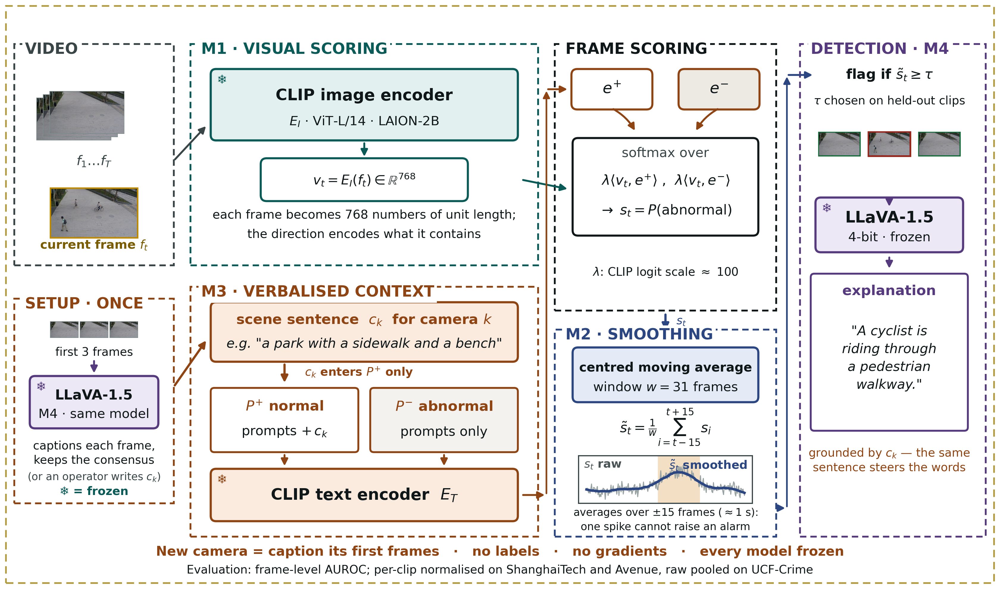 VIDEO
f₁...f_T
current frame f_t
SETUP · ONCE
first 3 frames
❄
LLaVA-1.5
M4 · same model
captions each frame,
keeps the consensus
(or an operator writes c_k)
❄ = frozen
M1 · VISUAL SCORING
❄
CLIP image encoder
E_I · ViT-L/14 · LAION-2B
v_t = E_I(f_t) ∈ ℝ⁷⁶⁸
each frame becomes 768 numbers of unit length;
the direction encodes what it contains
M3 · VERBALISED CONTEXT
scene sentence c_k for camera k
e.g. "a park with a sidewalk and a bench"
c_k enters P⁺ only
P⁺ normal
prompts + c_k
P⁻ abnormal
prompts only
❄
CLIP text encoder E_T
FRAME SCORING
e⁺
e⁻
softmax over
λ⟨v_t, e⁺⟩ , λ⟨v_t, e⁻⟩
→ s_t = P(abnormal)
λ: CLIP logit scale ≈ 100
s_t
M2 · SMOOTHING
centred moving average
window w = 31 frames
s̃_t = 1/w ∑_{i=t−15}^{t+15} s_i
s_t raw
s̃_t smoothed
averages over ±15 frames (≈1 s):
one spike cannot raise an alarm
DETECTION · M4
flag if s̃_t ≥ τ
τ chosen on held-out clips
❄
LLaVA-1.5
4-bit · frozen
explanation
"A cyclist is
riding through
a pedestrian
walkway."
grounded by c_k — the same
sentence steers the words
New camera = caption its first frames · no labels · no gradients · every model frozen
Evaluation: frame-level AUROC; per-clip normalised on ShanghaiTech and Avenue, raw pooled on UCF-Crime